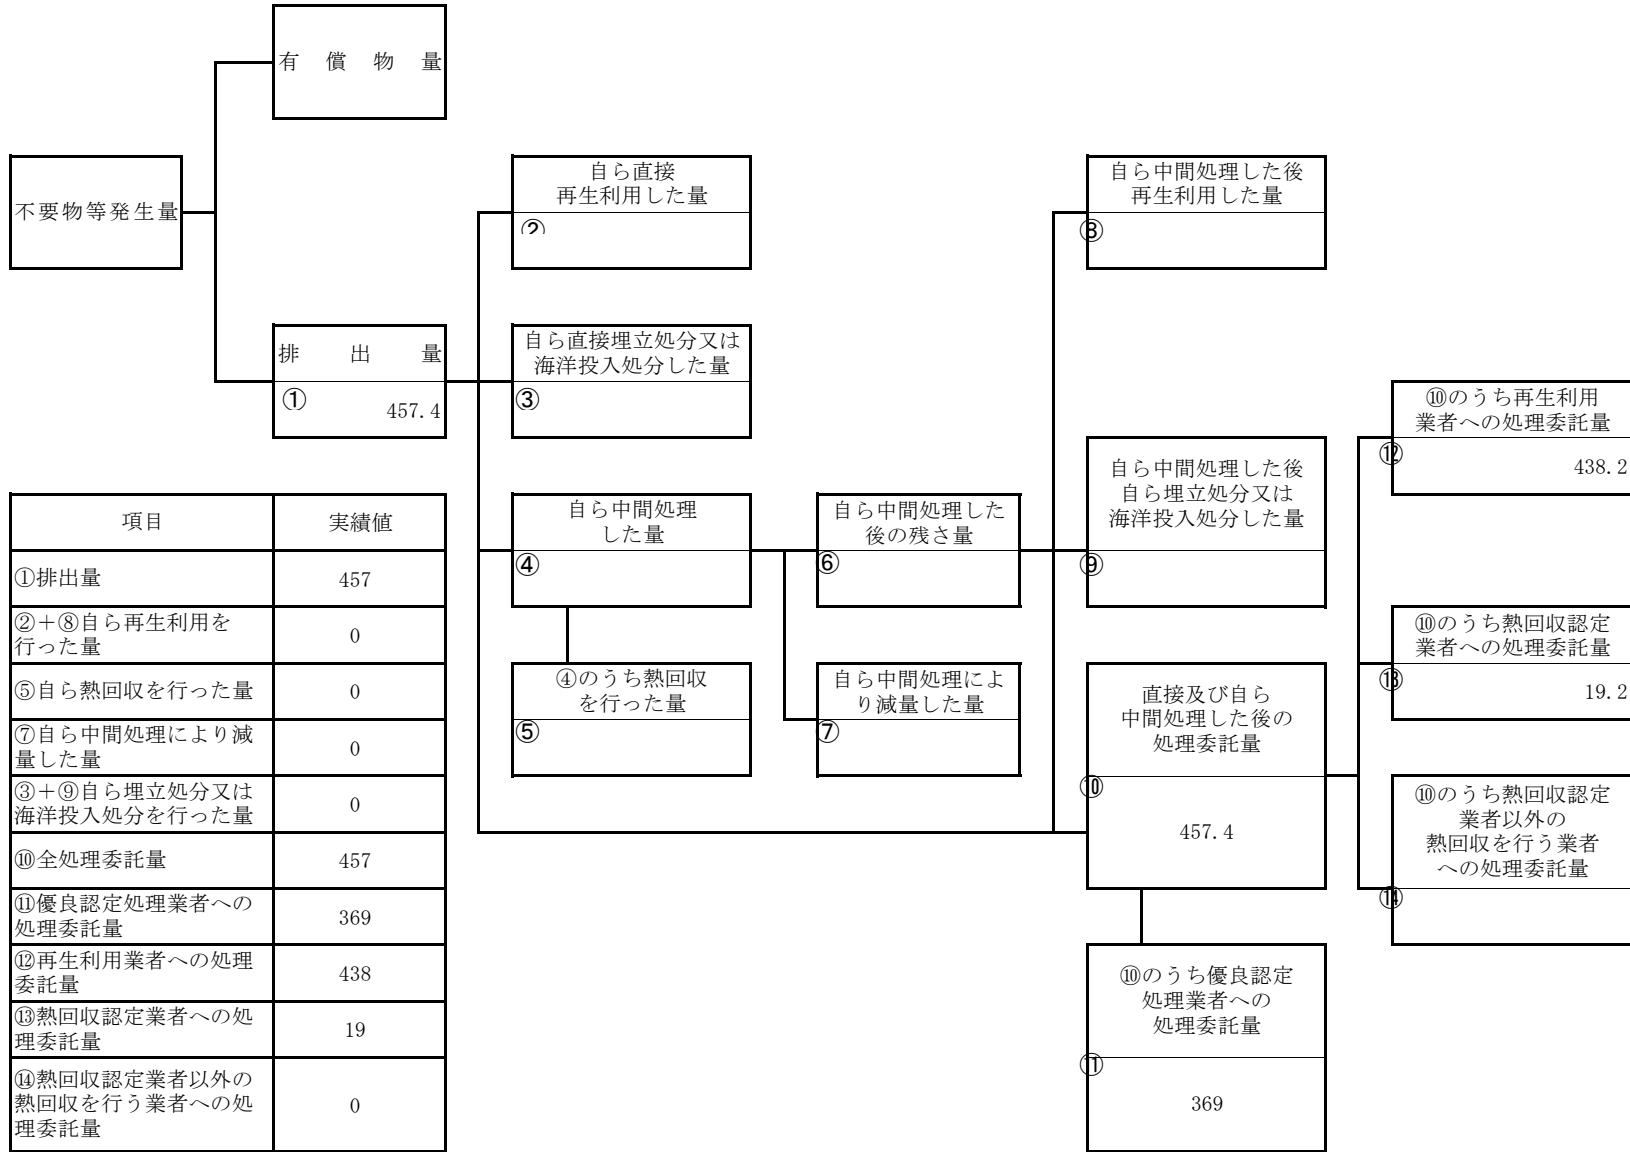 有償物量
不要物等発生量
排出量
①
457.4
自ら直接
再生利用した量
②
自ら直接埋立処分又は
海洋投入処分した量
③
自ら中間処理
した量
④
④のうち熱回収
を行った量
⑤
自ら中間処理した
後の残さ量
⑥
自ら中間処理によ
り減量した量
⑦
自ら中間処理した後
再生利用した量
⑧
自ら中間処理した後
自ら埋立処分又は
海洋投入処分した量
⑨
直接及び自ら
中間処理した後の
処理委託量
⑩
457.4
⑩のうち優良認定
処理業者への
処理委託量
⑪
369
⑩のうち再生利用
業者への処理委託量
⑫
438.2
⑩のうち熱回収認定
業者への処理委託量
⑬
19.2
⑩のうち熱回収認定
業者以外の
熱回収を行う業者
への処理委託量
⑭
項目 実績値
①排出量 457
②+⑧自ら再生利用を
行った量 0
⑤自ら熱回収を行った量 0
⑦自ら中間処理により減
量した量 0
③+⑨自ら埋立処分又は
海洋投入処分を行った量 0
⑩全処理委託量 457
⑪優良認定処理業者への
処理委託量 369
⑫再生利用業者への処理
委託量 438
⑬熱回収認定業者への処
理委託量 19
⑭熱回収認定業者以外の
熱回収を行う業者への処
理委託量 0